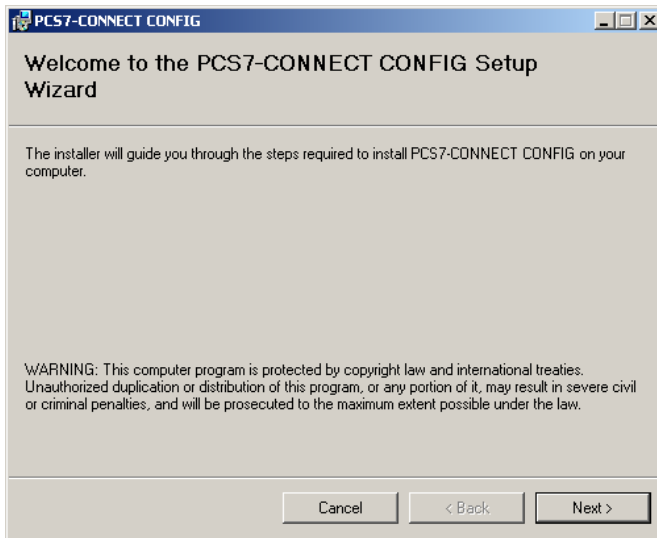 PCS7-CONNECT CONFIG
Welcome to the PCS7-CONNECT CONFIG Setup
Wizard
The installer will guide you through the steps required to install PCS7-CONNECT CONFIG on your
computer.
WARNING: This computer program is protected by copyright law and international treaties.
Unauthorized duplication or distribution of this program, or any portion of it, may result in severe civil
or criminal penalties, and will be prosecuted to the maximum extent possible under the law.
Cancel < Back Next >